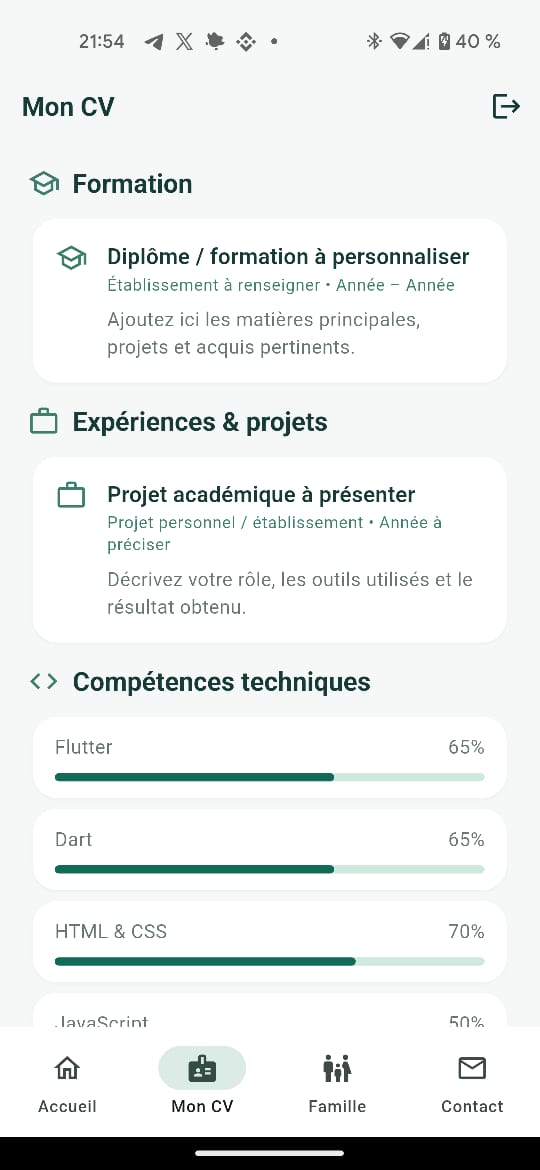 21:54
40 %
Mon CV
Formation
Diplôme / formation à personnaliser
Établissement à renseigner • Année – Année
Ajoutez ici les matières principales,
projets et acquis pertinents.
Expériences & projets
Projet académique à présenter
Projet personnel / établissement • Année à
préciser
Décrivez votre rôle, les outils utilisés et le
résultat obtenu.
Compétences techniques
Flutter 65%
Dart 65%
HTML & CSS 70%
JavaScript 50%
Accueil Mon CV Famille Contact